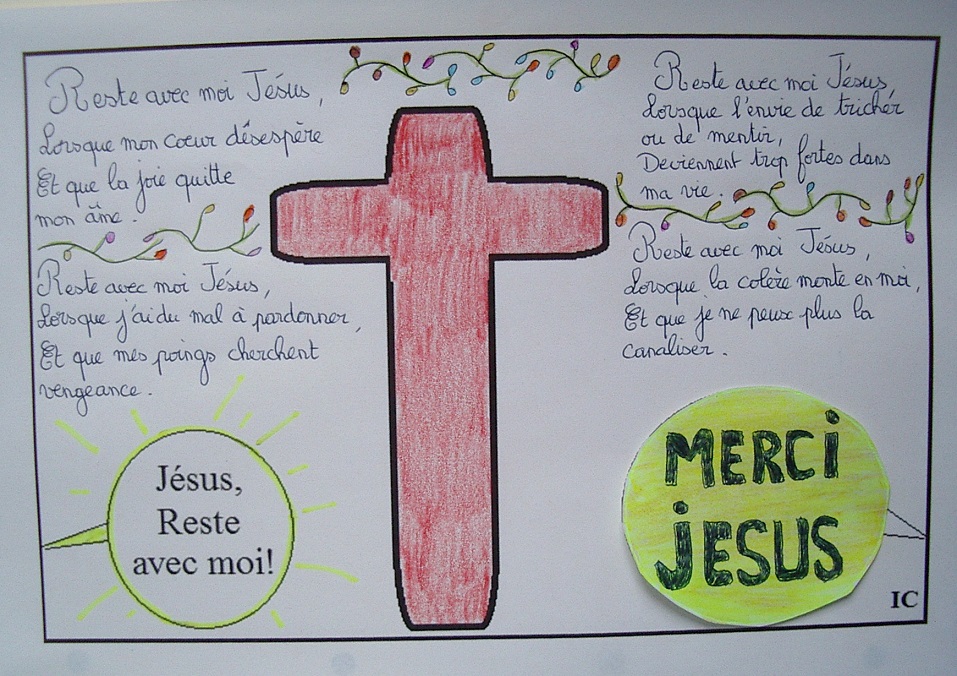 Reste avec moi Jésus,
Lorsque mon cœur désespère
Et que la joie quitte
mon âme.
Reste avec moi Jésus,
Lorsque j'ai du mal à pardonner,
Et que mes poings cherchent
vengeance.
Jésus,
Reste
avec moi!
Reste avec moi Jésus,
Lorsque l'envie de tricher
ou de mentir,
Deviennent trop fortes dans
ma vie.
Reste avec moi Jésus,
Lorsque la colère monte en moi,
Et que je ne peux plus la
canaliser.
MERCi
jESUS
IC